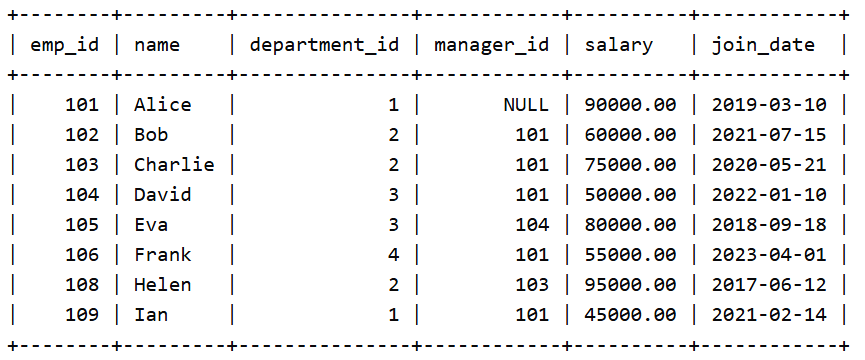 +--------+---------+---------------+------------+----------+------------+
| emp_id | name    | department_id | manager_id | salary   | join_date  |
+--------+---------+---------------+------------+----------+------------+
|    101 | Alice   |             1 |       NULL | 90000.00 | 2019-03-10 |
|    102 | Bob     |             2 |        101 | 60000.00 | 2021-07-15 |
|    103 | Charlie |             2 |        101 | 75000.00 | 2020-05-21 |
|    104 | David   |             3 |        101 | 50000.00 | 2022-01-10 |
|    105 | Eva     |             3 |        104 | 80000.00 | 2018-09-18 |
|    106 | Frank   |             4 |        101 | 55000.00 | 2023-04-01 |
|    108 | Helen   |             2 |        103 | 95000.00 | 2017-06-12 |
|    109 | Ian     |             1 |        101 | 45000.00 | 2021-02-14 |
+--------+---------+---------------+------------+----------+------------+